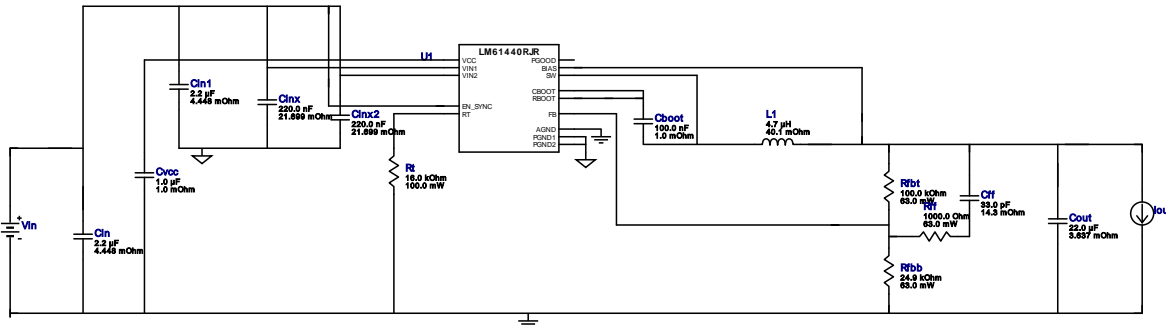 LM61440RJR
U1
VCC
VIN1
VIN2
EN_SYNC
RT
PGOOD
BIAS
SW
CBOOT
RBOOT
FB
AGND
PGND1
PGND2
Cin1
2.2 µF
4.448 mOhm
Cinx
220.0 nF
21.699 mOhm
Cinx2
220.0 nF
21.699 mOhm
Cboot
100.0 nF
1.0 mOhm
L1
4.7 µH
40.1 mOhm
Cvcc
1.0 µF
1.0 mOhm
Rt
16.0 kOhm
100.0 mW
Rfbt
100.0 kOhm
63.0 mW
Rff
1000.0 Ohm
63.0 mW
Cff
33.0 pF
14.3 mOhm
Vin
Cin
2.2 µF
4.448 mOhm
Cout
22.0 µF
3.637 mOhm
Iout
Rfbb
24.9 kOhm
63.0 mW